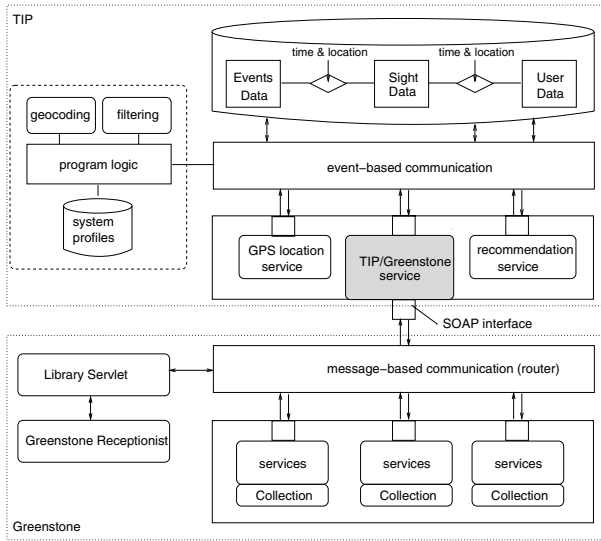 TIP
time & location
time & location
Events
Data
Sight
Data
User
Data
geocoding
filtering
program logic
event−based communication
system
profiles
GPS location
service
TIP/Greenstone
service
recommendation
service
SOAP interface
Library Servlet
message−based communication (router)
Greenstone Receptionist
services
services
services
Collection
Collection
Collection
Greenstone